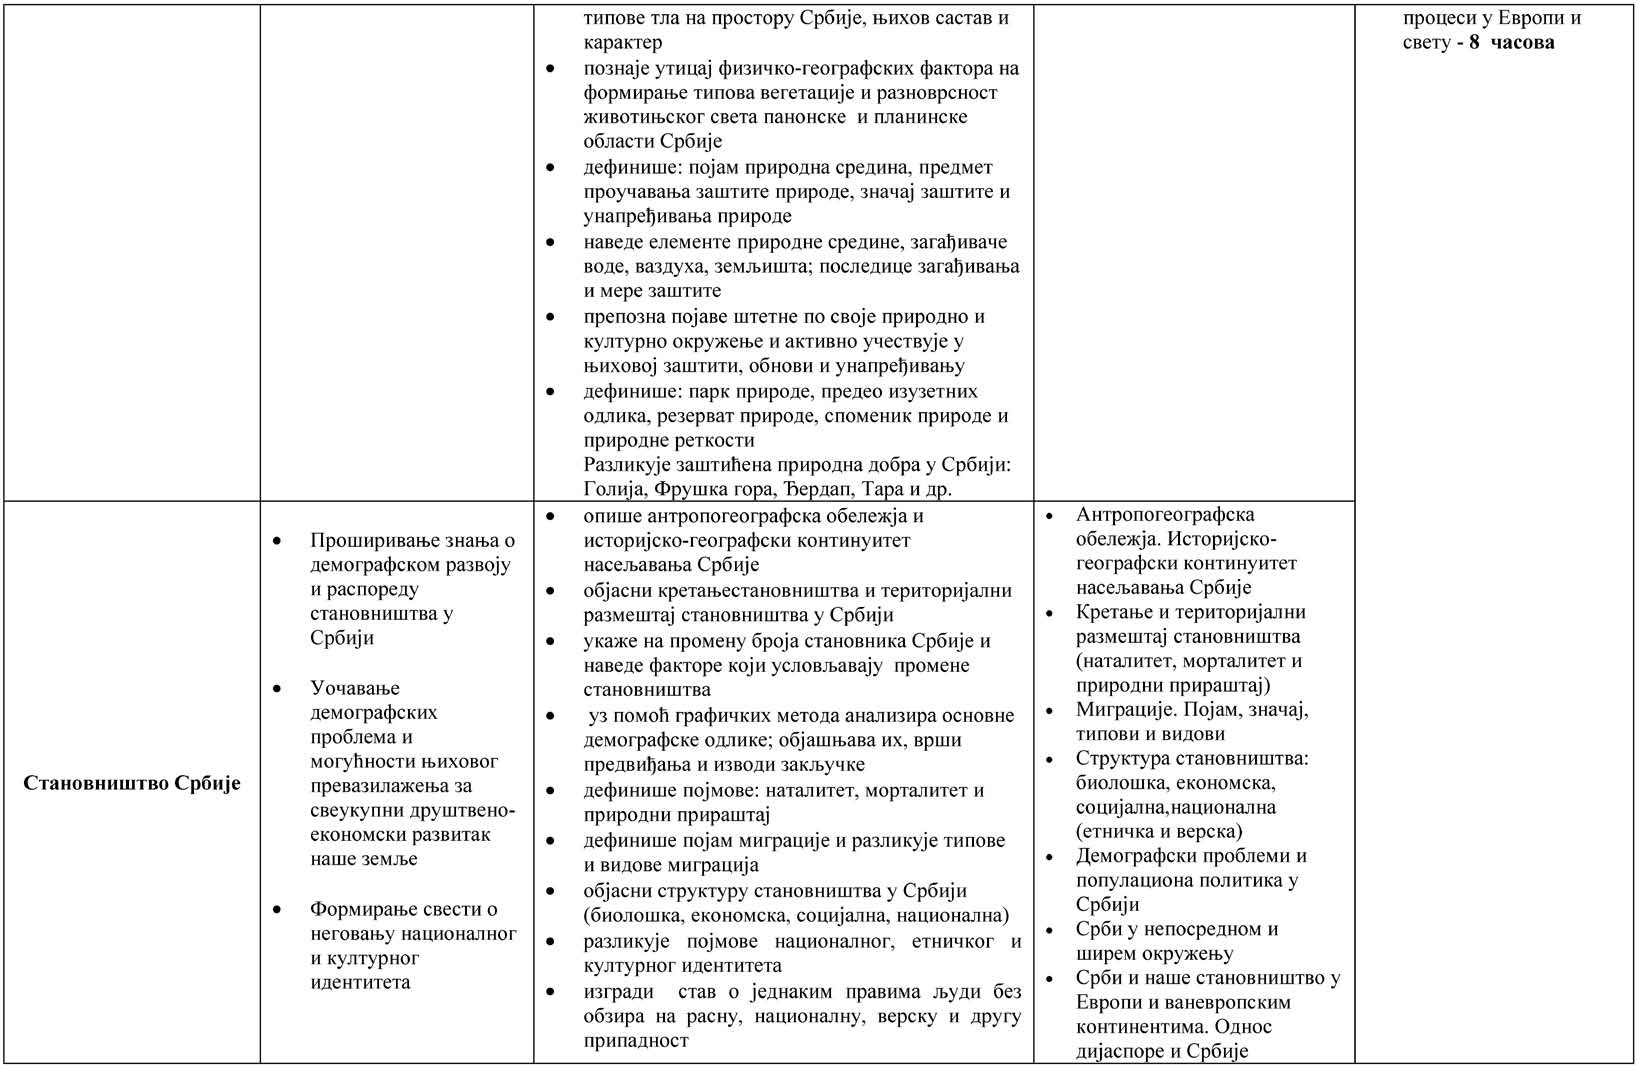 типове тла на простору Србије, њихов састав и
карактер
• познаје утицај физичко-географских фактора на
формирање типова вегетације и разноврсност
животињског света панонске и планинске
области Србије
• дефинише: појам природна средина, предмет
проучавања заштите природе, значај заштите и
унапређивања природе
• наведе елементе природне средине, загађиваче
воде, ваздуха, земљишта; последице загађивања
и мере заштите
• препозна појаве штетне по своје природно и
културно окружење и активно учествује у
њиховој заштити, обнови и унапређивању
• дефинише: парк природе, предео изузетних
одлика, резерват природе, споменик природе и
природне реткости
Разликује заштићена природна добра у Србији:
Голија, Фрушка гора, Ђердап, Тара и др.
процеси у Европи и
свету - 8 часова
Становништво Србије
• Проширивање знања о
демографском развоју
и распореду
становништва у
Србији
• Уочавање
демографских
проблема и
могућности њиховог
превазилажења за
свеукупни друштвено-
економски развитак
наше земље
• Формирање свести о
неговању националног
и културног
идентитета
• опише антропогеографска обележја и
историјско-географски континуитет
насељавања Србије
• објасни кретањестановништва и територијални
размештај становништва у Србији
• укаже на промену броја становника Србије и
наведе факторе који условљавају промене
становништва
• уз помоћ графичких метода анализира основне
демографске одлике; објашњава их, врши
предвиђања и изводи закључке
• дефинише појмове: наталитет, морталитет и
природни прираштај
• дефинише појам миграције и разликује типове
и видове миграција
• објасни структуру становништва у Србији
(биолошка, економска, социјална, национална)
• разликује појмове националног, етничког и
културног идентитета
• изгради став о једнаким правима људи без
обзира на расну, националну, верску и другу
припадност
• Антропогеографска
обележја. Историјско-
географски континуитет
насељавања Србије
• Кретање и територијални
размештај становништва
(наталитет, морталитет и
природни прираштај)
• Миграције. Појам, значај,
типови и видови
• Структура становништва:
биолошка, економска,
социјална,национална
(етничка и верска)
• Демографски проблеми и
популациона политика у
Србији
• Срби у непосредном и
ширем окружењу
• Срби и наше становништво у
Европи и ваневропским
континентима. Однос
дијаспоре и Србије